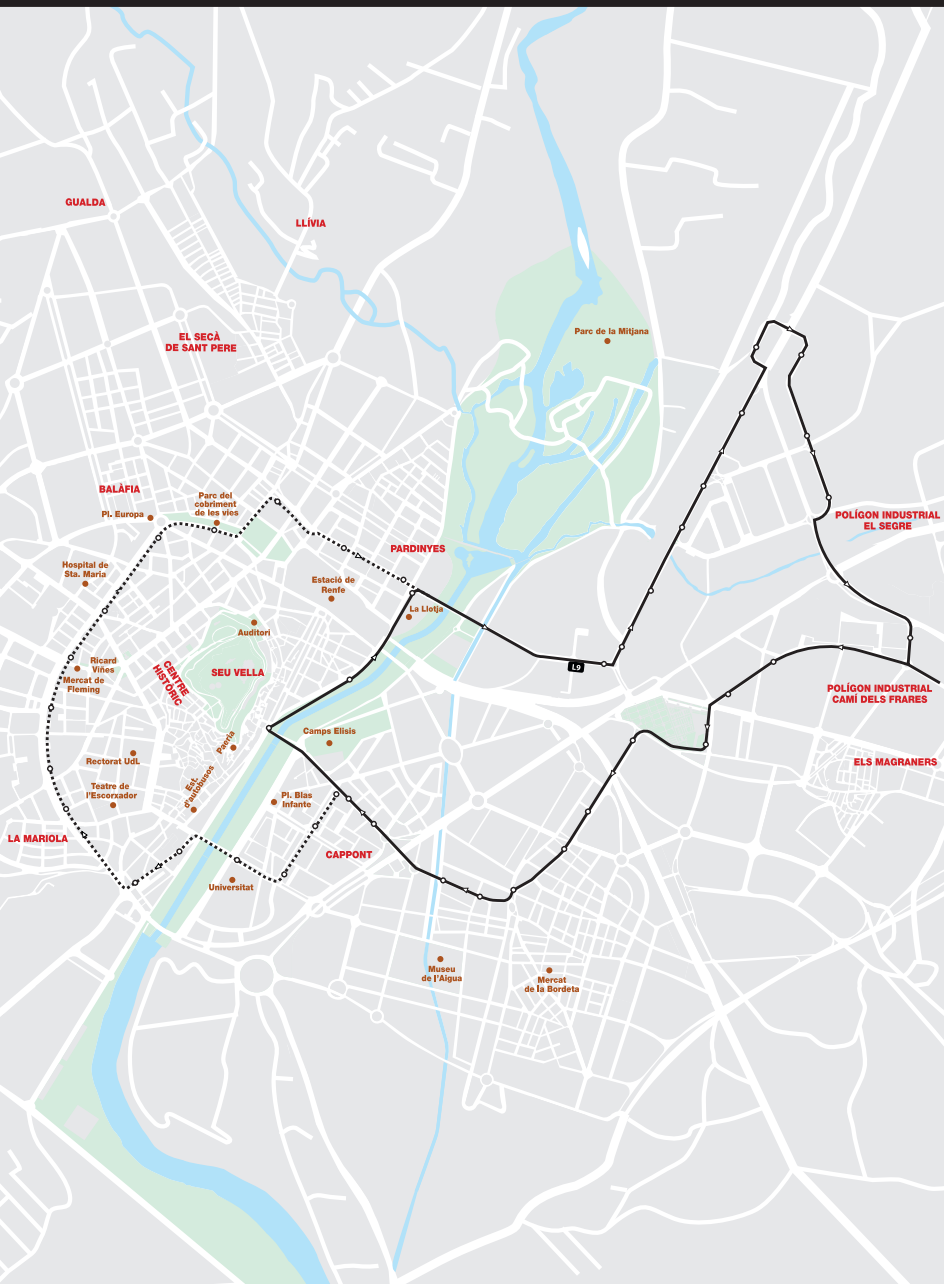 GUALDA
LLÍVIA
Parc de la Mitjana
EL SECÀ
DE SANT PERE
BALÀFIA
Parc del
cobriment
de les vies
Pl. Europa
POLÍGON INDUSTRIAL
EL SEGRE
PARDINYES
Hospital de
Sta. Maria
Estació de
Renfe
La Llotja
Auditori
Ricard
Viñes
Mercat de
Fleming
CENTRE
HISTÒRIC
SEU VELLA
L9
POLÍGON INDUSTRIAL
CAMÍ DELS FRARES
Camps Elisis
Paeria
Rectorat UdL
ELS MAGRANERS
Est.
d'autobusos
Teatre de
l'Escorxador
Pl. Blas
Infante
LA MARIOLA
CAPPONT
Universitat
Museu
de l'Aigua
Mercat
de la Bordeta